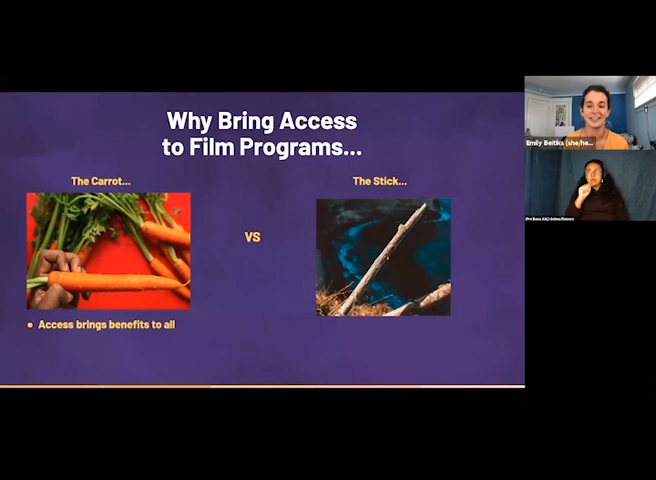 Why Bring Access
to Film Programs...
The Carrot...
The Stick...
VS
• Access brings benefits to all
Emily Beitiks (she/he...